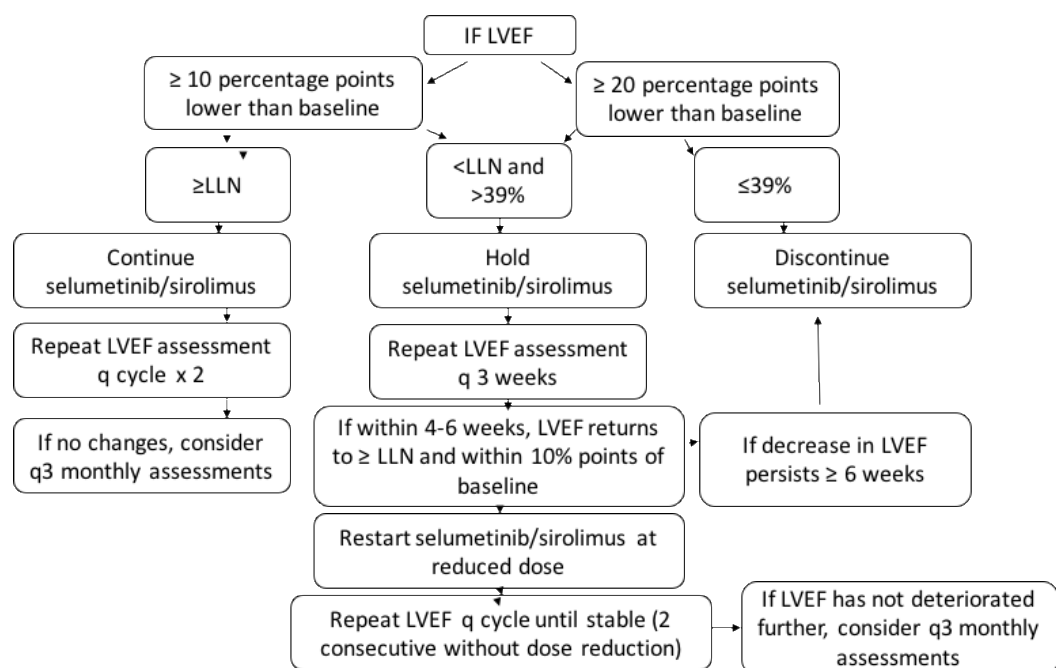 IF LVEF
≥ 10 percentage points
lower than baseline
≥ 20 percentage points
lower than baseline
≥LLN
<LLN and
>39%
≤39%
Continue
selumetinib/sirolimus
Hold
selumetinib/sirolimus
Discontinue
selumetinib/sirolimus
Repeat LVEF assessment
q cycle x 2
Repeat LVEF assessment
q 3 weeks
If no changes, consider
q3 monthly assessments
If within 4-6 weeks, LVEF returns
to ≥ LLN and within 10% points of
baseline
If decrease in LVEF
persists ≥ 6 weeks
Restart selumetinib/sirolimus at
reduced dose
Repeat LVEF q cycle until stable (2
consecutive without dose reduction)
If LVEF has not deteriorated
further, consider q3 monthly
assessments